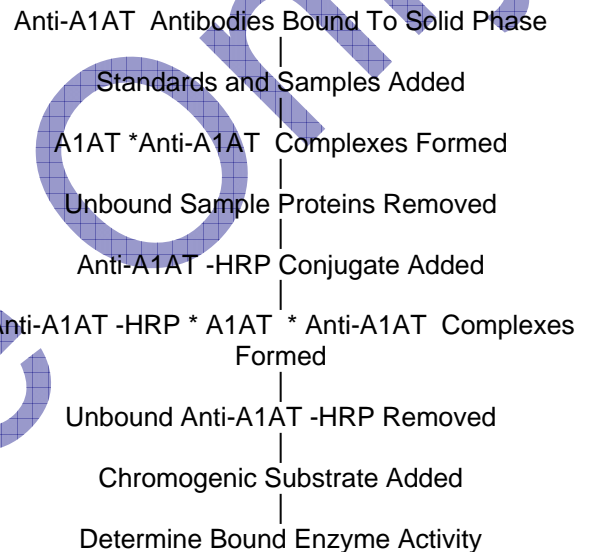 Anti-A1AT Antibodies Bound To Solid Phase
Standards and Samples Added
A1AT *Anti-A1AT Complexes Formed
Unbound Sample Proteins Removed
Anti-A1AT -HRP Conjugate Added
Anti-A1AT -HRP * A1AT * Anti-A1AT Complexes
Formed
Unbound Anti-A1AT -HRP Removed
Chromogenic Substrate Added
Determine Bound Enzyme Activity